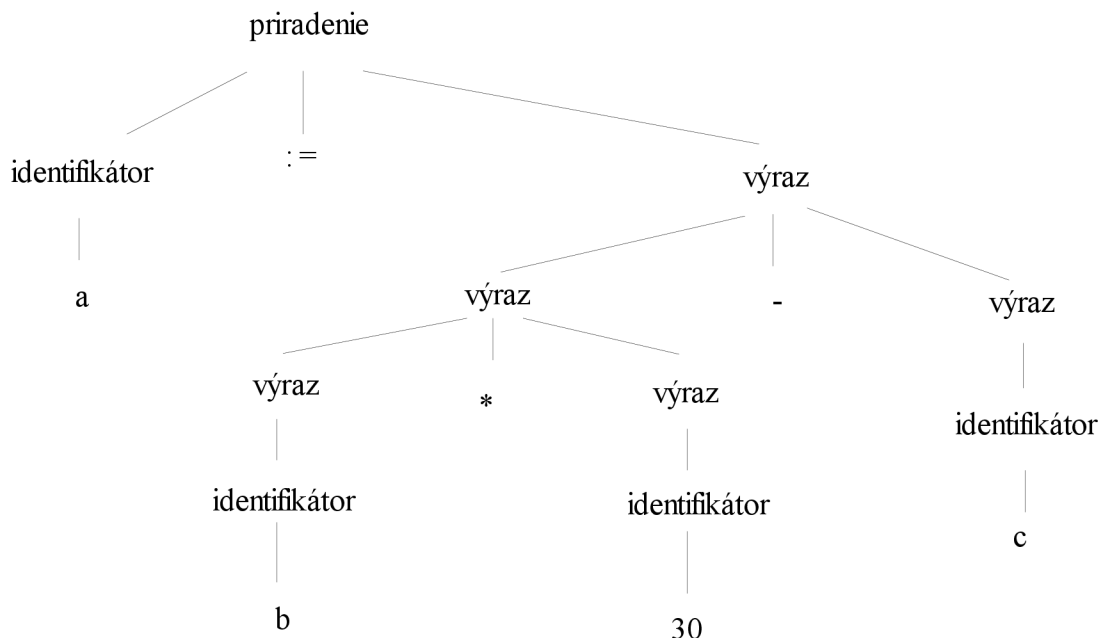 priradenie
identifikátor
: =
výraz
a
výraz
-
výraz
výraz
*
výraz
identifikátor
identifikátor
identifikátor
c
b
30